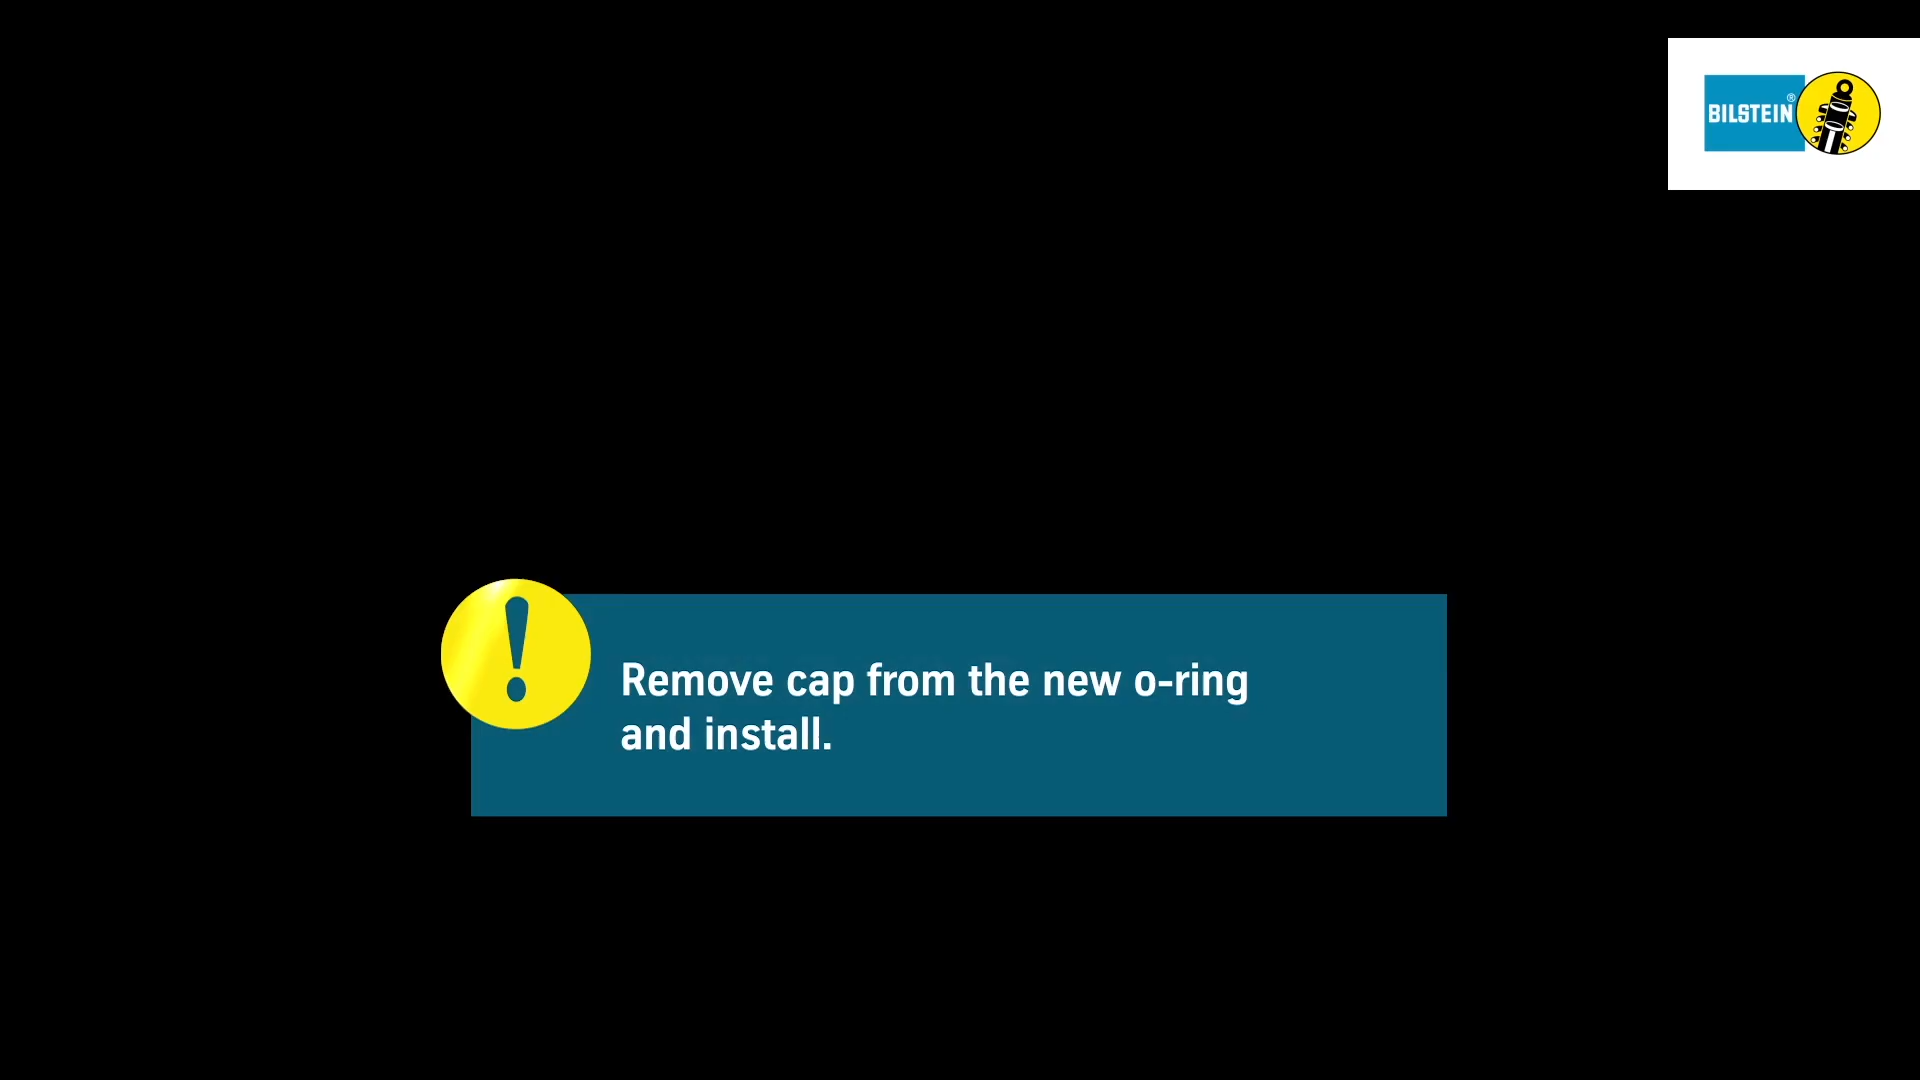 BILSTEIN®
Remove cap from the new o-ring
and install.